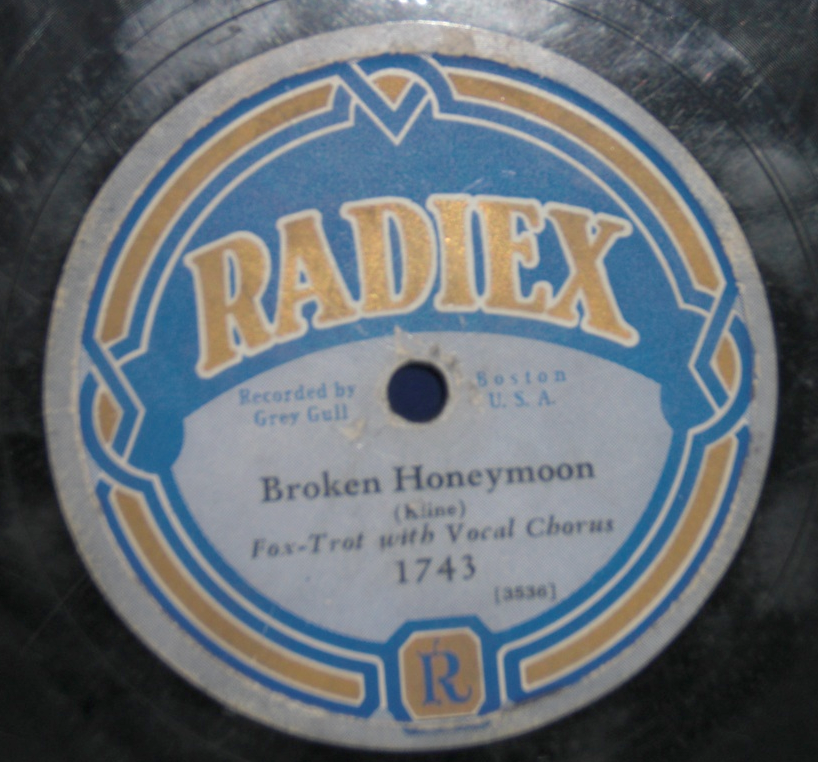 RADIEX
Recorded by
Grey Gull
Boston
U. S. A.
Broken Honeymoon
(Kline)
Fox-Trot with Vocal Chorus
1743
[3536]
R